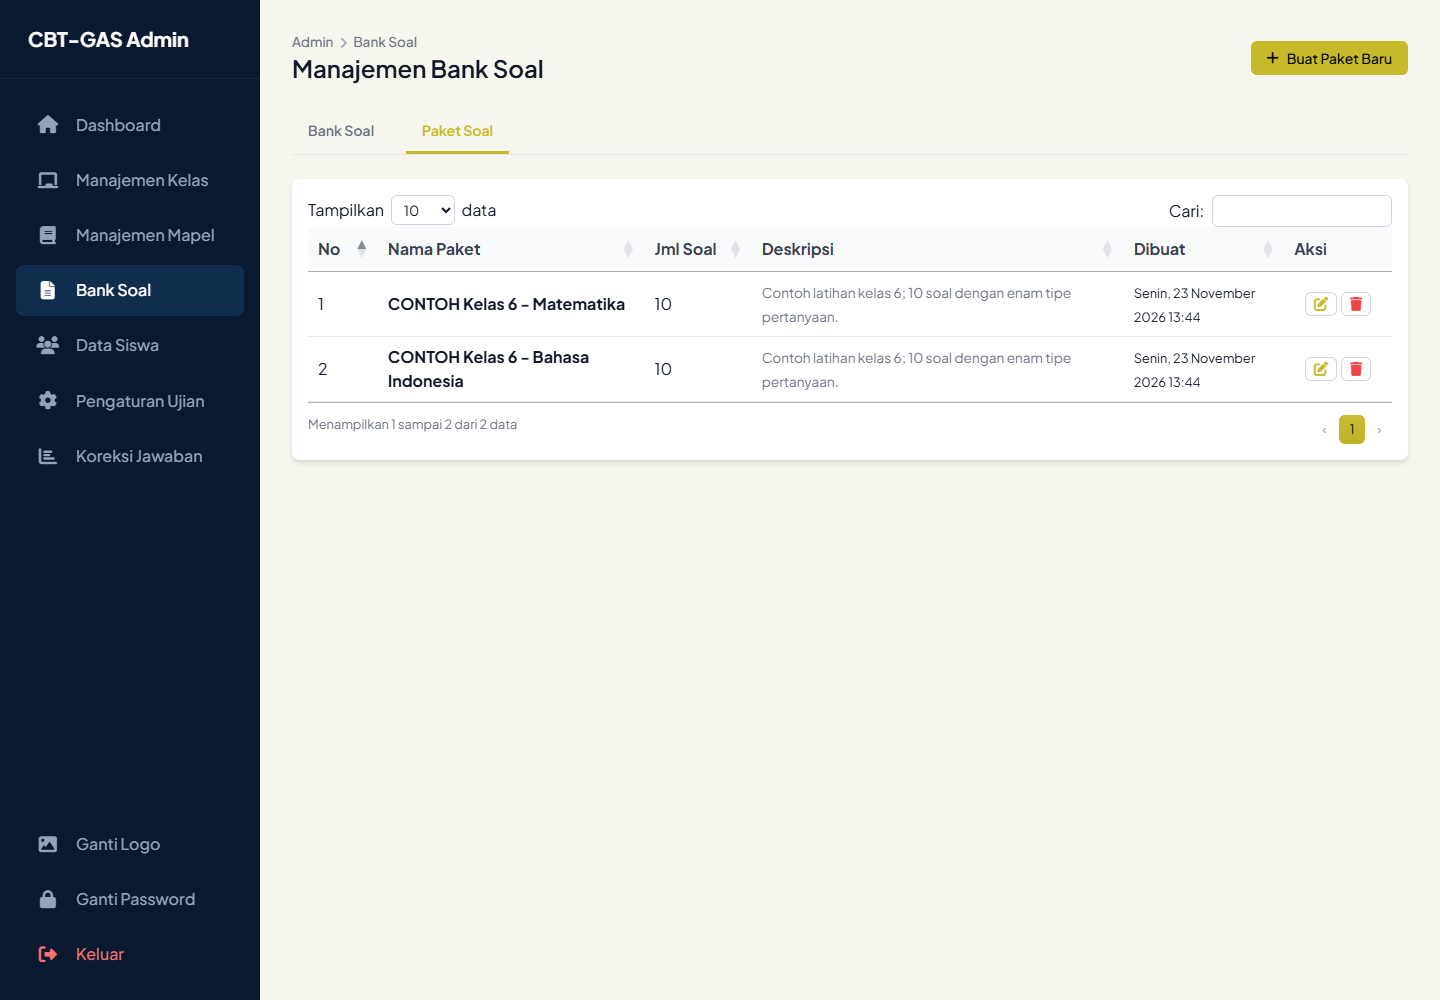 CBT-GAS Admin
Dashboard
Manajemen Kelas
Manajemen Mapel
Bank Soal
Data Siswa
Pengaturan Ujian
Koreksi Jawaban
Ganti Logo
Ganti Password
Keluar
Admin > Bank Soal
Manajemen Bank Soal
+ Buat Paket Baru
Bank Soal Paket Soal
Tampilkan 10 data Cari:
No Nama Paket Jml Soal Deskripsi Dibuat Aksi
1 CONTOH Kelas 6 - Matematika 10 Contoh latihan kelas 6; 10 soal dengan enam tipe Senin, 23 November
pertanyaan. 2026 13:44
2 CONTOH Kelas 6 - Bahasa 10 Contoh latihan kelas 6; 10 soal dengan enam tipe Senin, 23 November
Indonesia pertanyaan. 2026 13:44
Menampilkan 1 sampai 2 dari 2 data ‹ 1 ›